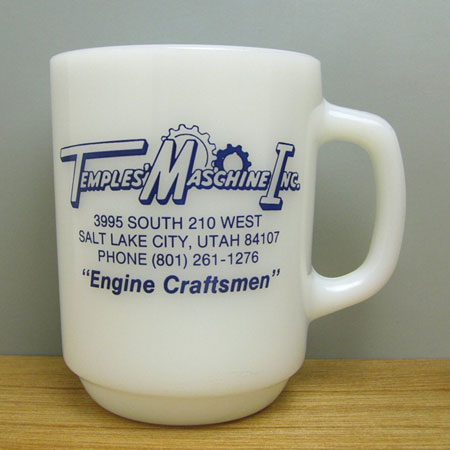 TEMPLES' MASCHINE INC.
3995 SOUTH 210 WEST
SALT LAKE CITY, UTAH 84107
PHONE (801) 261-1276
"Engine Craftsmen"